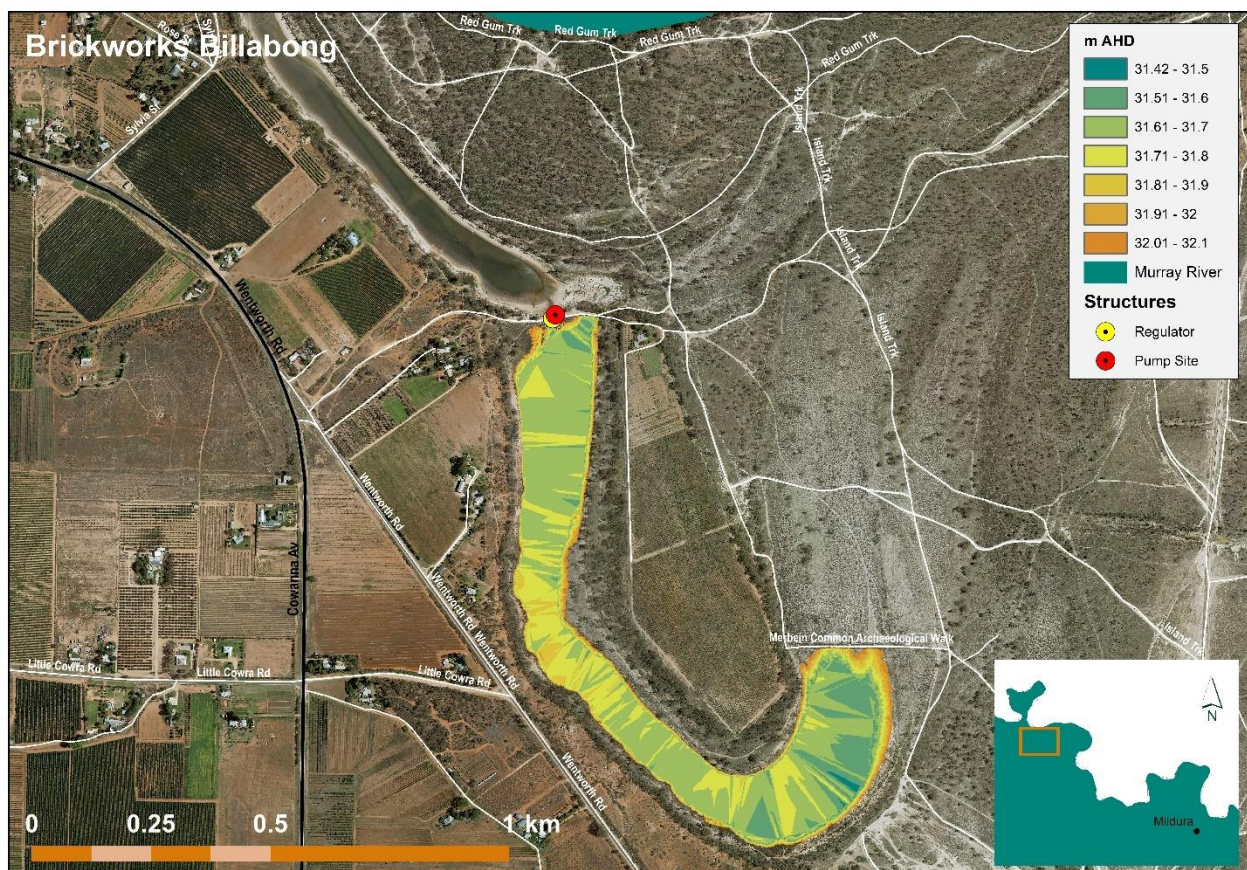 Brickworks Billabong
Rose St
Sylvia St
Red Gum Trk
Red Gum Trk
Red Gum Trk
Red Gum Trk
Island Trk
Island Trk
Island Trk
Island Trk
Island Trk
Wentworth Rd
Wentworth Rd
Wentworth Rd
Wentworth Rd
Wentworth Rd
Cowanna Av
Little Cowra Rd
Little Cowra Rd
Little Cowra Rd
Merbein Common Archaeological Walk
m AHD
31.42 - 31.5
31.51 - 31.6
31.61 - 31.7
31.71 - 31.8
31.81 - 31.9
31.91 - 32
32.01 - 32.1
Murray River
Structures
Regulator
Pump Site
0 0.25 0.5 1 km
N
Mildura